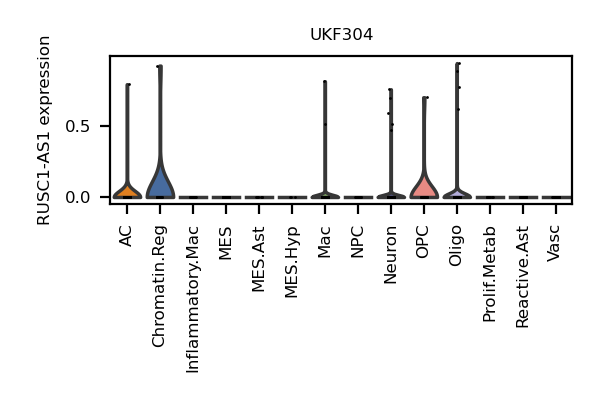 UKF304
RUSC1-AS1 expression
0.5
0.0
AC
Chromatin.Reg
Inflammatory.Mac
MES
MES.Ast
MES.Hyp
Mac
NPC
Neuron
OPC
Oligo
Prolif.Metab
Reactive.Ast
Vasc